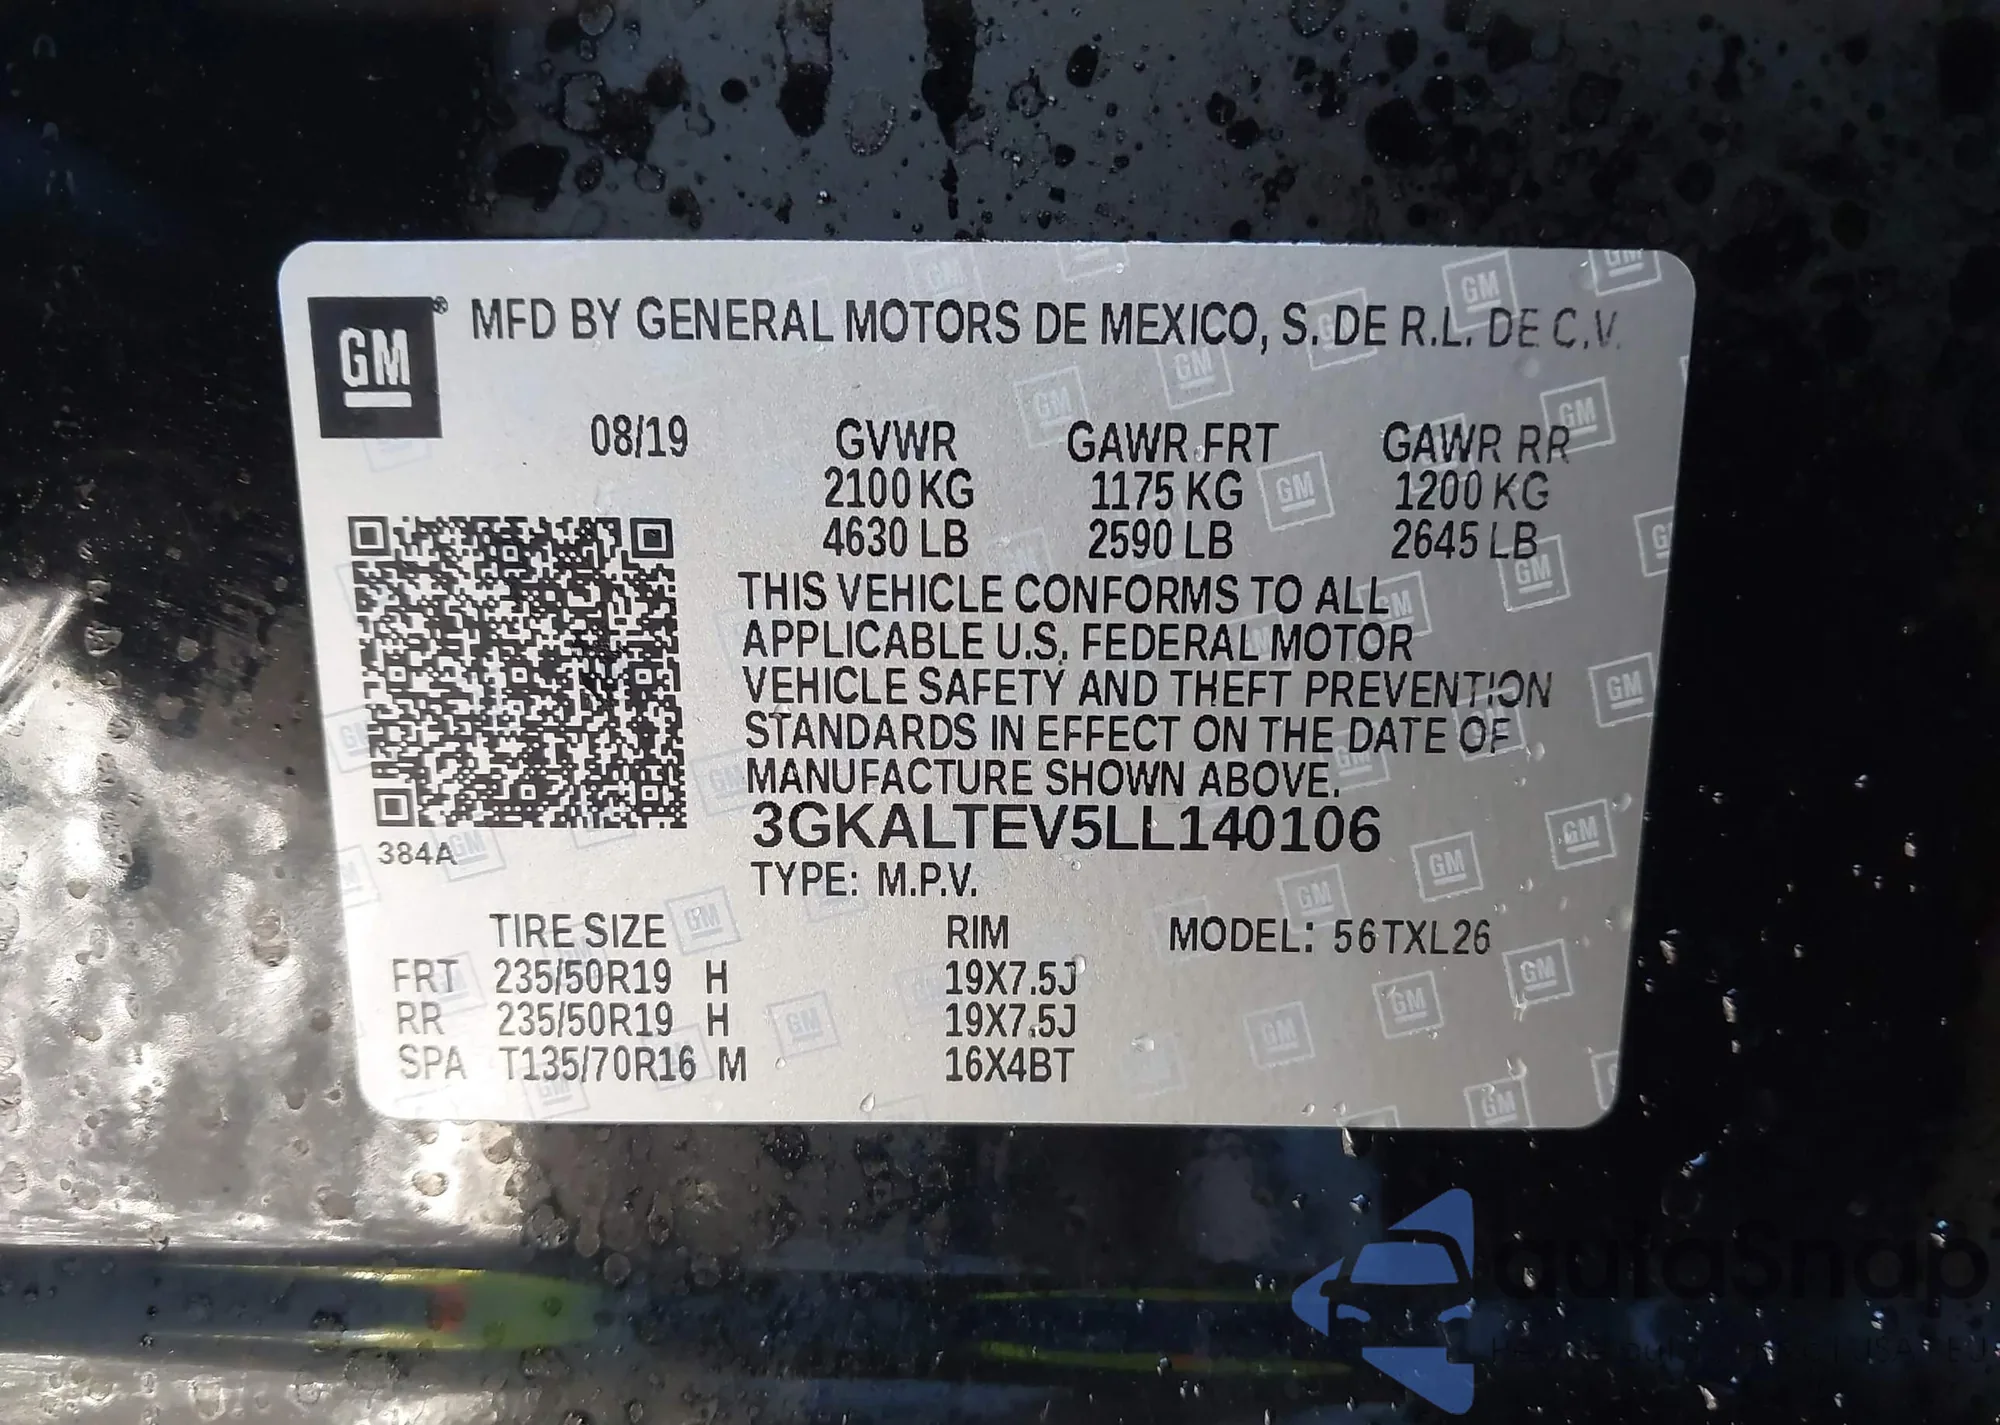 GM® MFD BY GENERAL MOTORS DE MEXICO, S. DE R.L. DE C.V.
08/19 GVWR GAWR FRT GAWR RR
2100 KG 1175 KG 1200 KG
4630 LB 2590 LB 2645 LB
THIS VEHICLE CONFORMS TO ALL
APPLICABLE U.S. FEDERAL MOTOR
VEHICLE SAFETY AND THEFT PREVENTION
STANDARDS IN EFFECT ON THE DATE OF
MANUFACTURE SHOWN ABOVE.
3GKALTEV5LL140106
384A
TYPE: M.P.V.
TIRE SIZE RIM MODEL: 56TXL26
FRT 235/50R19 H 19X7.5J
RR 235/50R19 H 19X7.5J
SPA T135/70R16 M 16X4BT
autoSnap